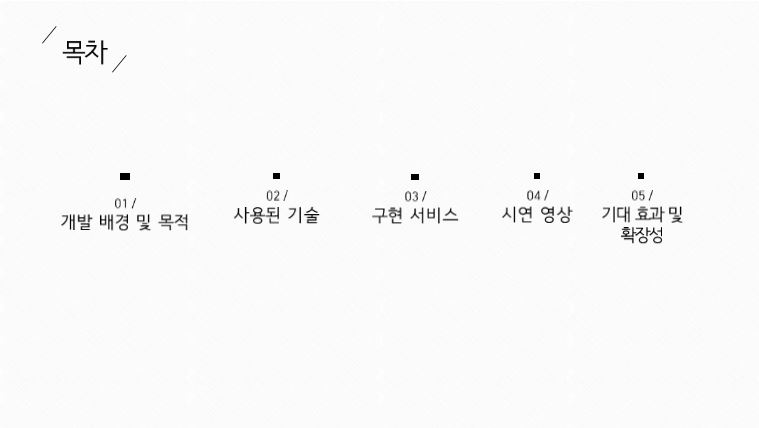 목차
01 /
개발 배경 및 목적
02 /
사용된 기술
03 /
구현 서비스
04 /
시연 영상
05 /
기대 효과 및
확장성